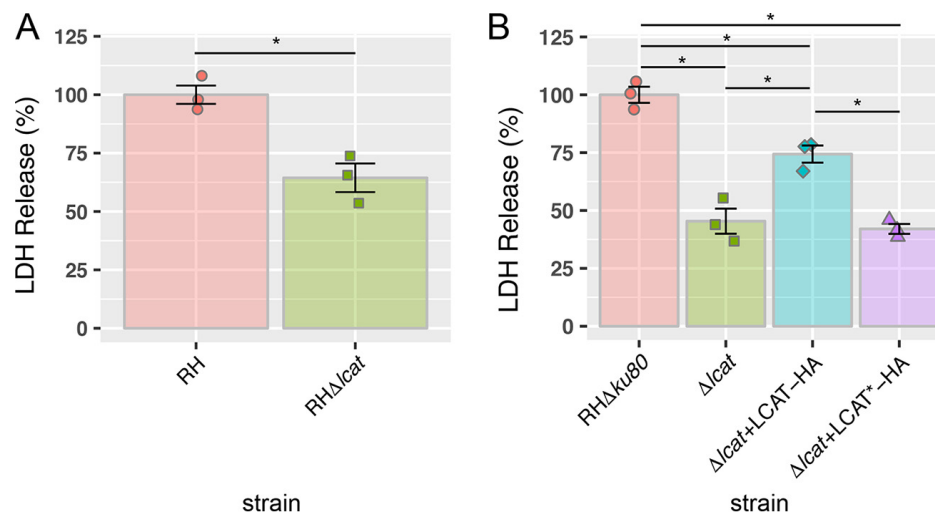 A
LDH Release (%)
125
100
75
50
25
0
*
RH
RHΔlcat
strain
B
LDH Release (%)
125
100
75
50
25
0
*
*
*
*
*
RHΔku80
Δlcat
Δlcat+LCAT–HA
Δlcat+LCAT*–HA
strain